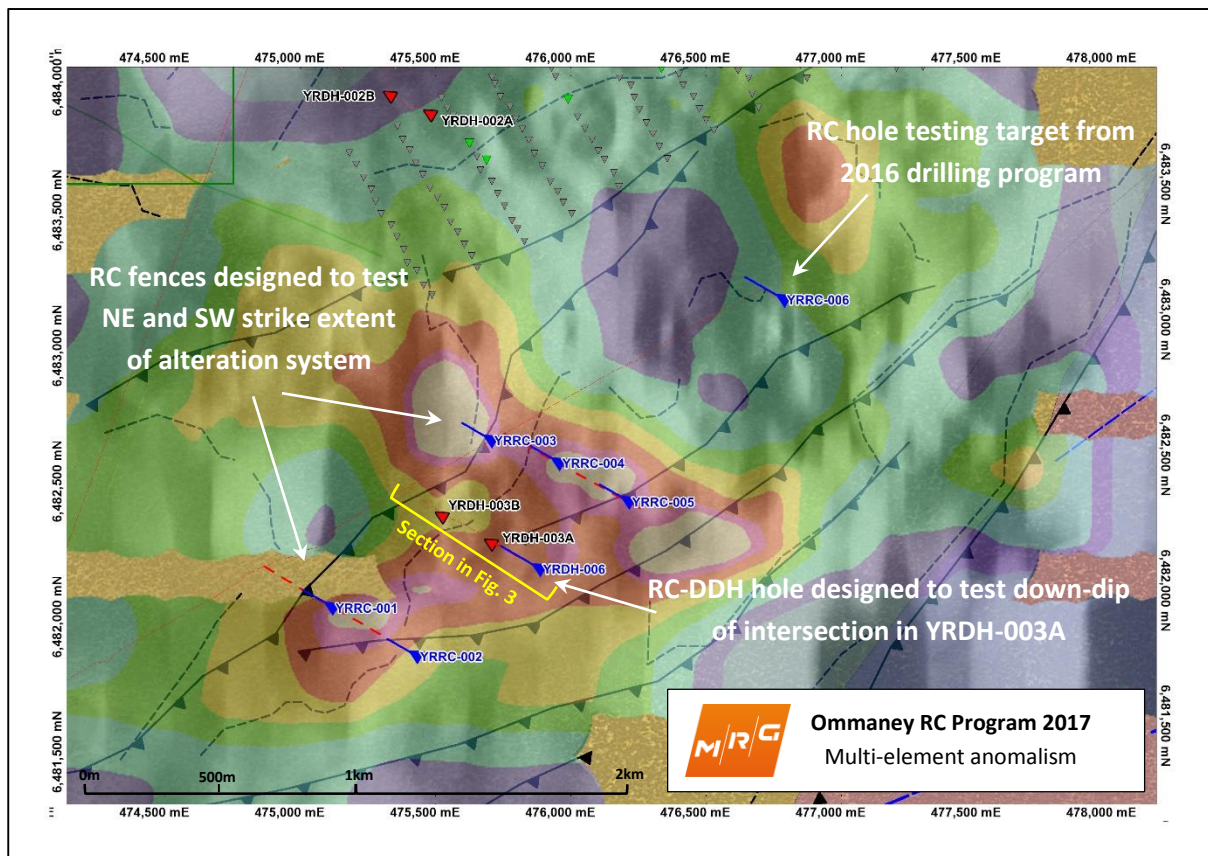 474,500 mE 475,000 mE 475,500 mE 476,000 mE 476,500 mE 477,000 mE 477,500 mE 478,000 mE
6,484,000 mN
6,483,500 mN
6,483,000 mN
6,482,500 mN
6,482,000 mN
6,481,500 mN
YRDH-002B
YRDH-002A
RC hole testing target from
2016 drilling program
6,483,500 mN
6,483,000 mN
6,482,500 mN
6,482,000 mN
6,481,500 mN
RC fences designed to test
NE and SW strike extent
of alteration system
YRRC-006
YRRC-003
YRRC-004
YRRC-005
YRDH-003B
YRDH-003A
Section in Fig. 3
YRDH-006
YRRC-001
YRRC-002
RC-DDH hole designed to test down-dip
of intersection in YRDH-003A
MRG
Ommaney RC Program 2017
Multi-element anomalism
0m 500m 1km 2km
474,500 mE 475,000 mE 475,500 mE 476,000 mE 476,500 mE 477,000 mE 477,500 mE 478,000 mE